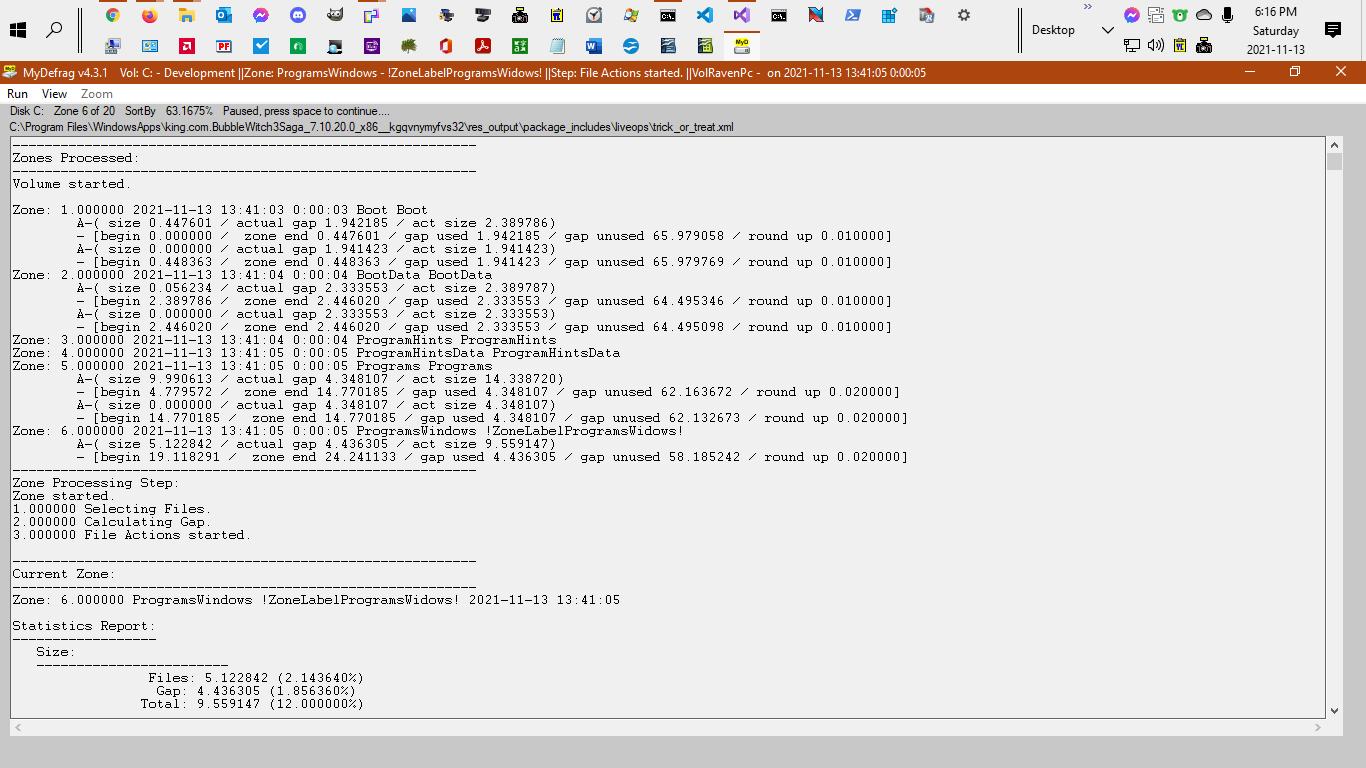 6:16 PM
Desktop
Saturday
2021-11-13
MyDefrag v4.3.1 Vol: C: - Development ||Zone: ProgramsWindows - !ZoneLabelProgramsWidows! ||Step: File Actions started. ||VolRavenPc - on 2021-11-13 13:41:05 0:00:05
Run View Zoom
Disk C: Zone 6 of 20 SortBy 63.1675% Paused, press space to continue....
C:\Program Files\WindowsApps\king.com.BubbleWitch3Saga_7.10.20.0_x86__kgqvnymyfvs32\res_output\package_includes\liveops\trick_or_treat.xml
----------------------------------------------------------
Zones Processed:
----------------------------------------------------------
Volume started.
Zone: 1.000000 2021-11-13 13:41:03 0:00:03 Boot Boot
A-( size 0.447601 / actual gap 1.942185 / act size 2.389786)
- [begin 0.000000 / zone end 0.447601 / gap used 1.942185 / gap unused 65.979058 / round up 0.010000]
A-( size 0.000000 / actual gap 1.941423 / act size 1.941423)
- [begin 0.448363 / zone end 0.448363 / gap used 1.941423 / gap unused 65.979769 / round up 0.010000]
Zone: 2.000000 2021-11-13 13:41:04 0:00:04 BootData BootData
A-( size 0.056234 / actual gap 2.333553 / act size 2.389787)
- [begin 2.389786 / zone end 2.446020 / gap used 2.333553 / gap unused 64.495346 / round up 0.010000]
A-( size 0.000000 / actual gap 2.333553 / act size 2.333553)
- [begin 2.446020 / zone end 2.446020 / gap used 2.333553 / gap unused 64.495098 / round up 0.010000]
Zone: 3.000000 2021-11-13 13:41:04 0:00:04 ProgramHints ProgramHints
Zone: 4.000000 2021-11-13 13:41:05 0:00:05 ProgramHintsData ProgramHintsData
Zone: 5.000000 2021-11-13 13:41:05 0:00:05 Programs Programs
A-( size 9.990613 / actual gap 4.348107 / act size 14.338720)
- [begin 4.779572 / zone end 14.770185 / gap used 4.348107 / gap unused 62.163672 / round up 0.020000]
A-( size 0.000000 / actual gap 4.348107 / act size 4.348107)
- [begin 14.770185 / zone end 14.770185 / gap used 4.348107 / gap unused 62.132673 / round up 0.020000]
Zone: 6.000000 2021-11-13 13:41:05 0:00:05 ProgramsWindows !ZoneLabelProgramsWidows!
A-( size 5.122842 / actual gap 4.436305 / act size 9.559147)
- [begin 19.118291 / zone end 24.241133 / gap used 4.436305 / gap unused 58.185242 / round up 0.020000]
----------------------------------------------------------
Zone Processing Step:
Zone started.
1.000000 Selecting Files.
2.000000 Calculating Gap.
3.000000 File Actions started.
----------------------------------------------------------
Current Zone:
----------------------------------------------------------
Zone: 6.000000 ProgramsWindows !ZoneLabelProgramsWidows! 2021-11-13 13:41:05
Statistics Report:
------------------
Size:
------------------------
Files: 5.122842 (2.143640%)
Gap: 4.436305 (1.856360%)
Total: 9.559147 (12.000000%)